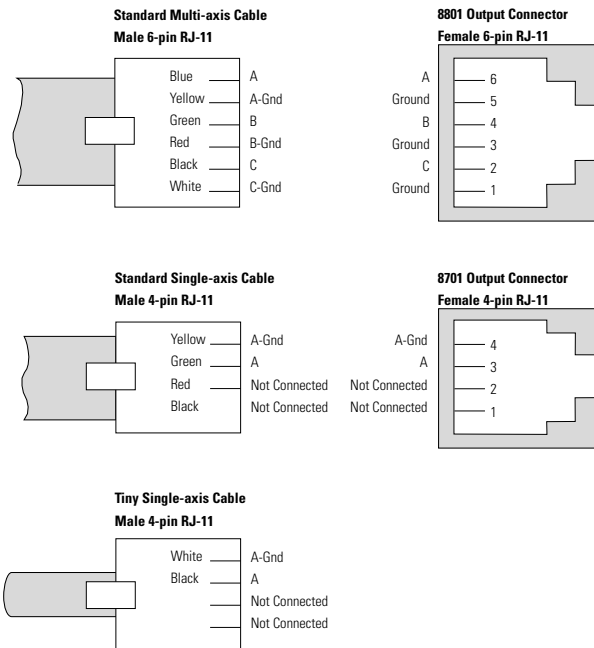 Standard Multi-axis Cable
Male 6-pin RJ-11
Blue A
Yellow A-Gnd
Green B
Red B-Gnd
Black C
White C-Gnd
8801 Output Connector
Female 6-pin RJ-11
A 6
Ground 5
B 4
Ground 3
C 2
Ground 1
Standard Single-axis Cable
Male 4-pin RJ-11
Yellow A-Gnd
Green A
Red Not Connected
Black Not Connected
8701 Output Connector
Female 4-pin RJ-11
A-Gnd 4
A 3
Not Connected 2
Not Connected 1
Tiny Single-axis Cable
Male 4-pin RJ-11
White A-Gnd
Black A
Not Connected
Not Connected